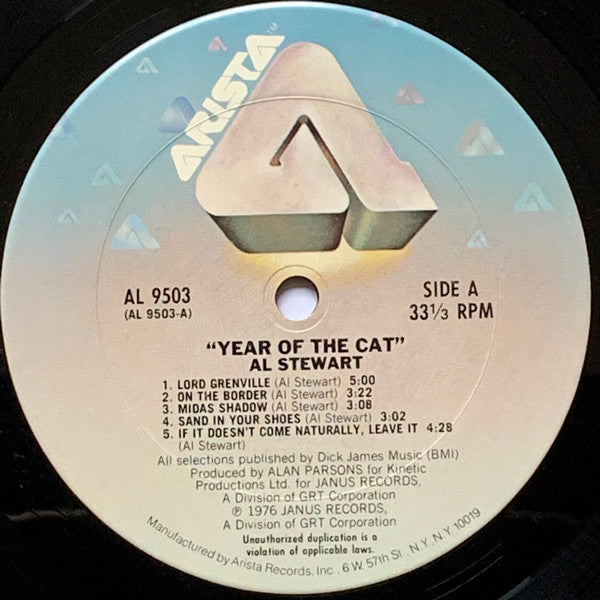 ARISTA™
AL 9503
(AL 9503-A)
SIDE A
33⅓ RPM
"YEAR OF THE CAT"
AL STEWART
1. LORD GRENVILLE (Al Stewart) 5:00
2. ON THE BORDER (Al Stewart) 3:22
3. MIDAS SHADOW (Al Stewart) 3:08
4. SAND IN YOUR SHOES (Al Stewart) 3:02
5. IF IT DOESN'T COME NATURALLY, LEAVE IT 4:28
(Al Stewart)
All selections published by Dick James Music (BMI)
Produced by ALAN PARSONS for Kinetic
Productions Ltd. for JANUS RECORDS,
A Division of GRT Corporation
℗ 1976 JANUS RECORDS,
A Division of GRT Corporation
Unauthorized duplication is a
violation of applicable laws.
Manufactured by Arista Records, Inc., 6 W. 57th St., N.Y. N.Y. 10019